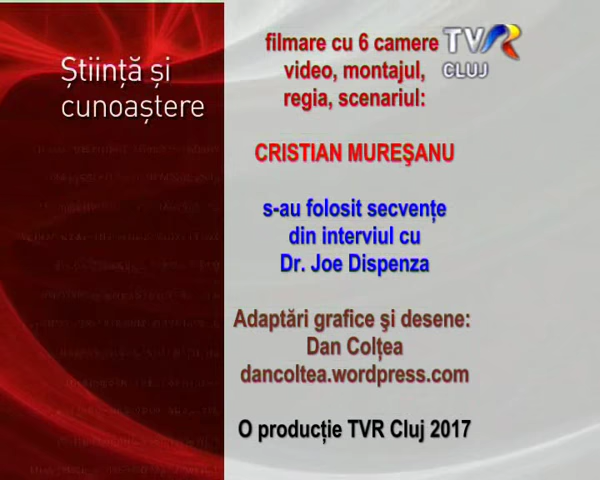 Știință și
cunoaștere
filmare cu 6 camere
video, montajul,
regia, scenariul:
TVR
CLUJ
CRISTIAN MUREŞANU
s-au folosit secvențe
din interviul cu
Dr. Joe Dispenza
Adaptări grafice şi desene:
Dan Colțea
dancoltea.wordpress.com
O producție TVR Cluj 2017